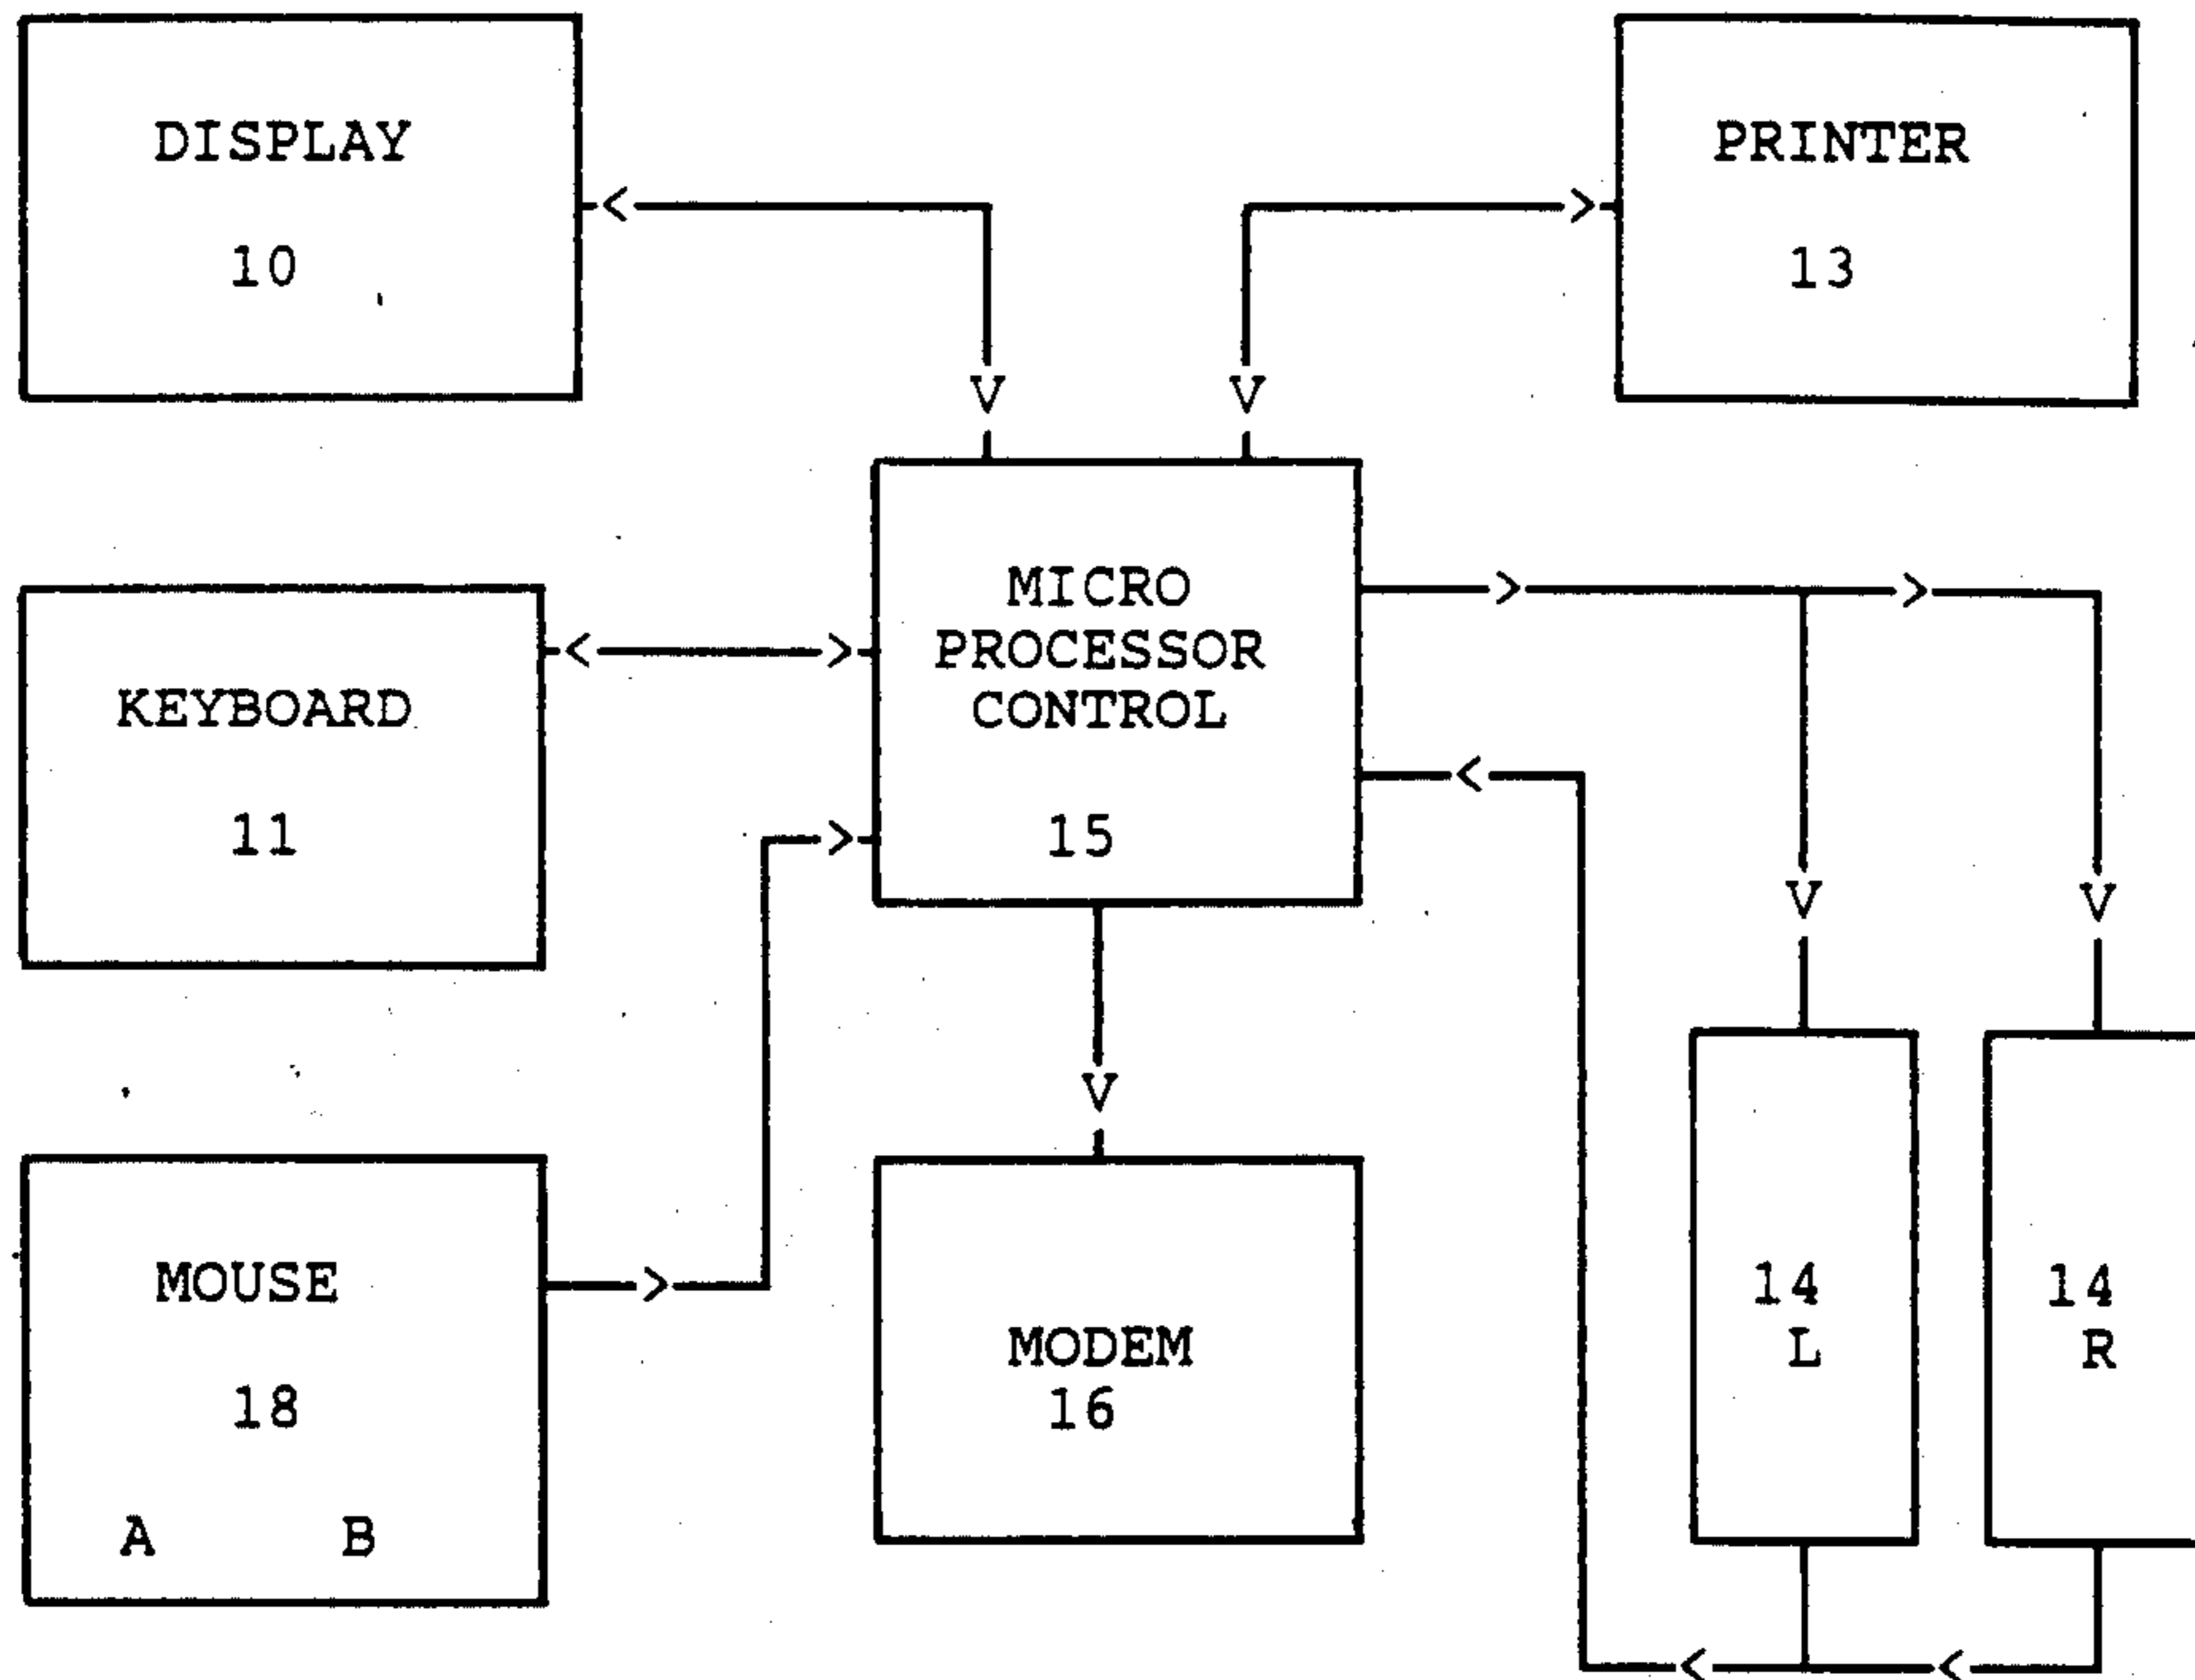 DISPLAY
10
PRINTER
13
MICRO
PROCESSOR
CONTROL
15
KEYBOARD
11
MOUSE
18
A B
MODEM
16
14
L
14
R